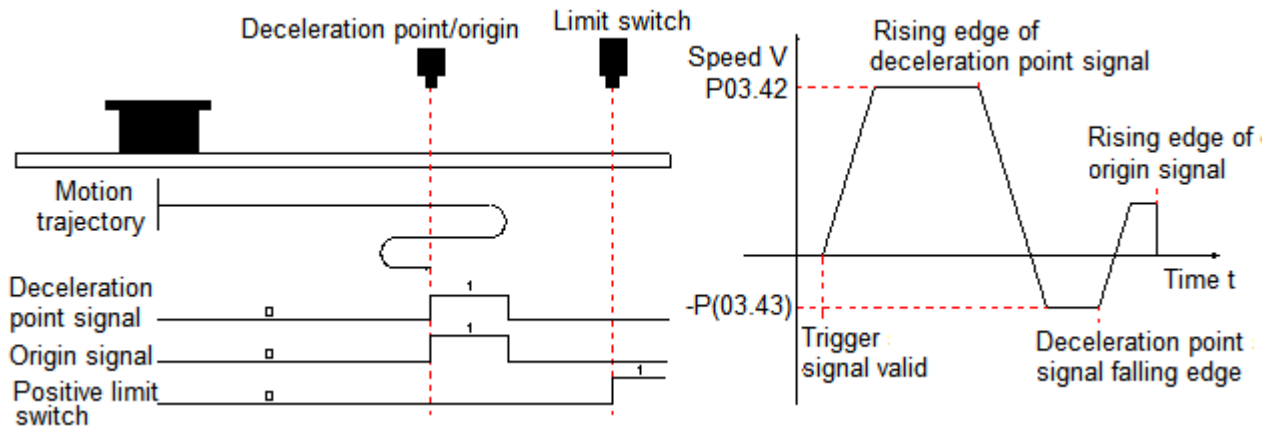 Deceleration point/origin
Limit switch
Motion
trajectory
Deceleration
point signal
0
1
Origin signal
0
1
Positive limit
switch
0
1
Speed V
P03.42
Rising edge of
deceleration point signal
Rising edge of
origin signal
Time t
-P(03.43)
Trigger
signal valid
Deceleration point
signal falling edge